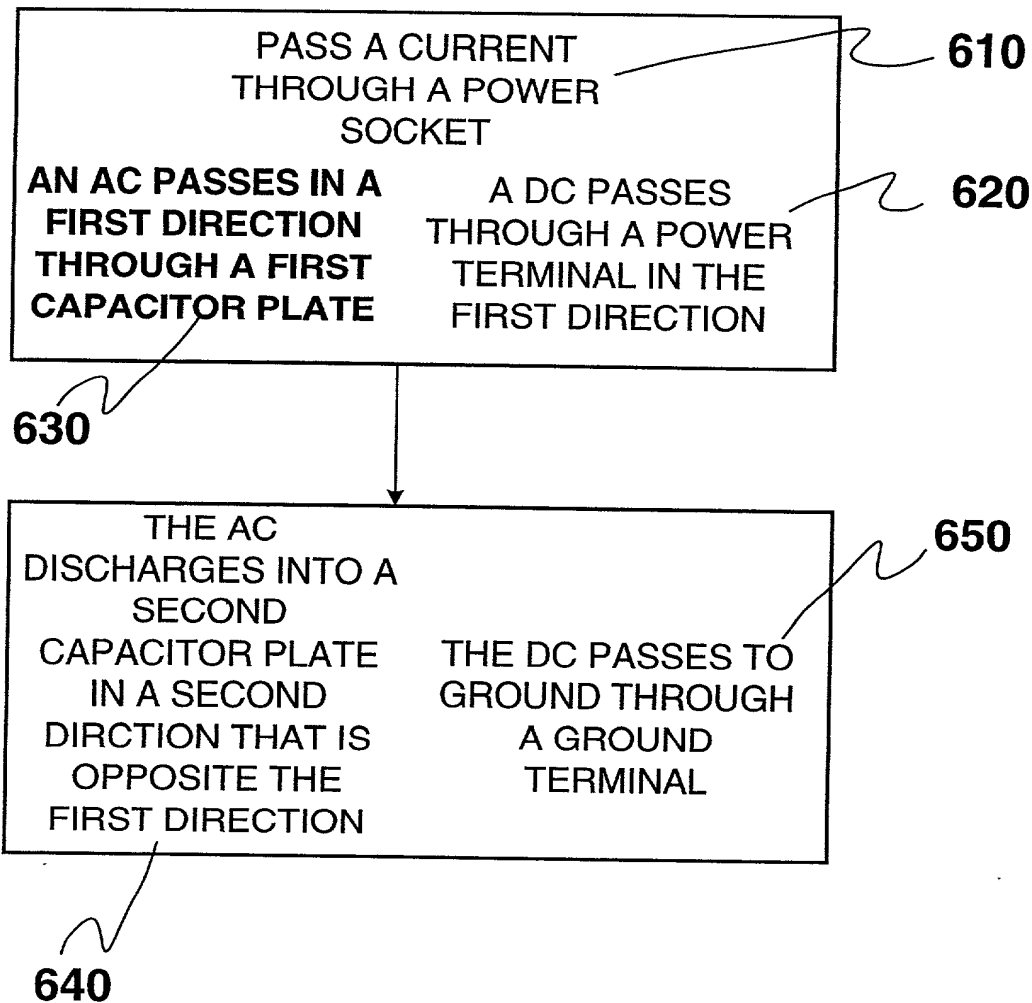 PASS A CURRENT
THROUGH A POWER
SOCKET
610
AN AC PASSES IN A
FIRST DIRECTION
THROUGH A FIRST
CAPACITOR PLATE
630
A DC PASSES
THROUGH A POWER
TERMINAL IN THE
FIRST DIRECTION
620
THE AC
DISCHARGES INTO A
SECOND
CAPACITOR PLATE
IN A SECOND
DIRCTION THAT IS
OPPOSITE THE
FIRST DIRECTION
640
THE DC PASSES TO
GROUND THROUGH
A GROUND
TERMINAL
650